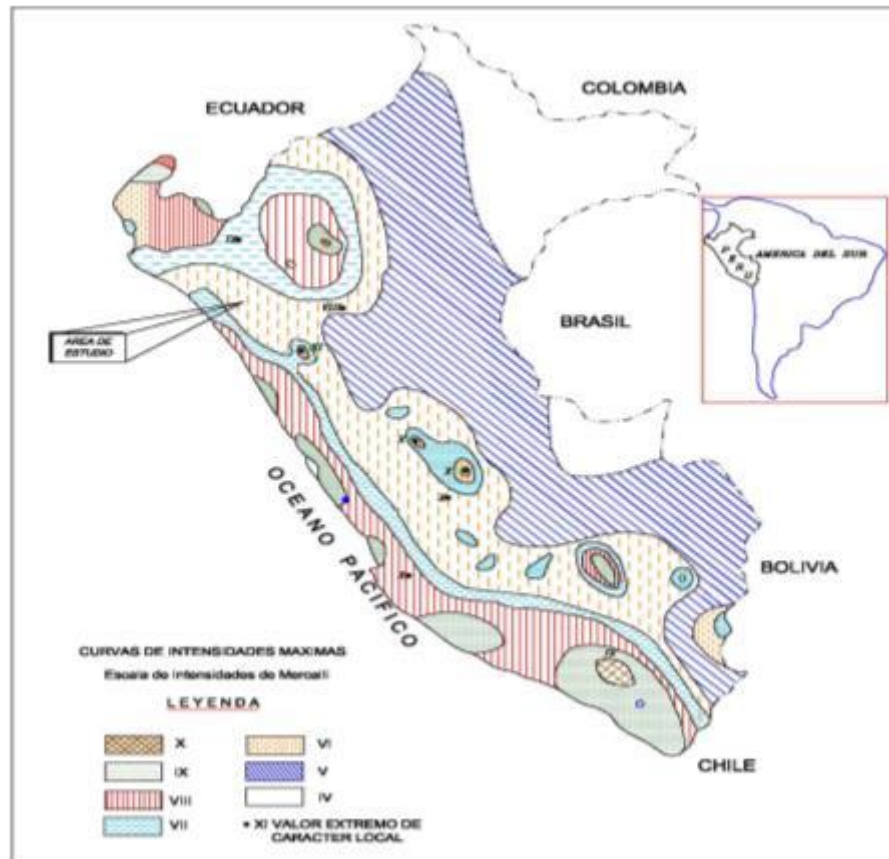 COLOMBIA
ECUADOR
AMERICA DEL SUR
PERU
BRASIL
AREA DE
ESTUDIO
OCEANO PACIFICO
BOLIVIA
CURVAS DE INTENSIDADES MAXIMAS
Escala de Intensidades de Mercalli
LEYENDA
X
VI
IX
V
VIII
IV
VII
• XI VALOR EXTREMO DE
CARACTER LOCAL
CHILE